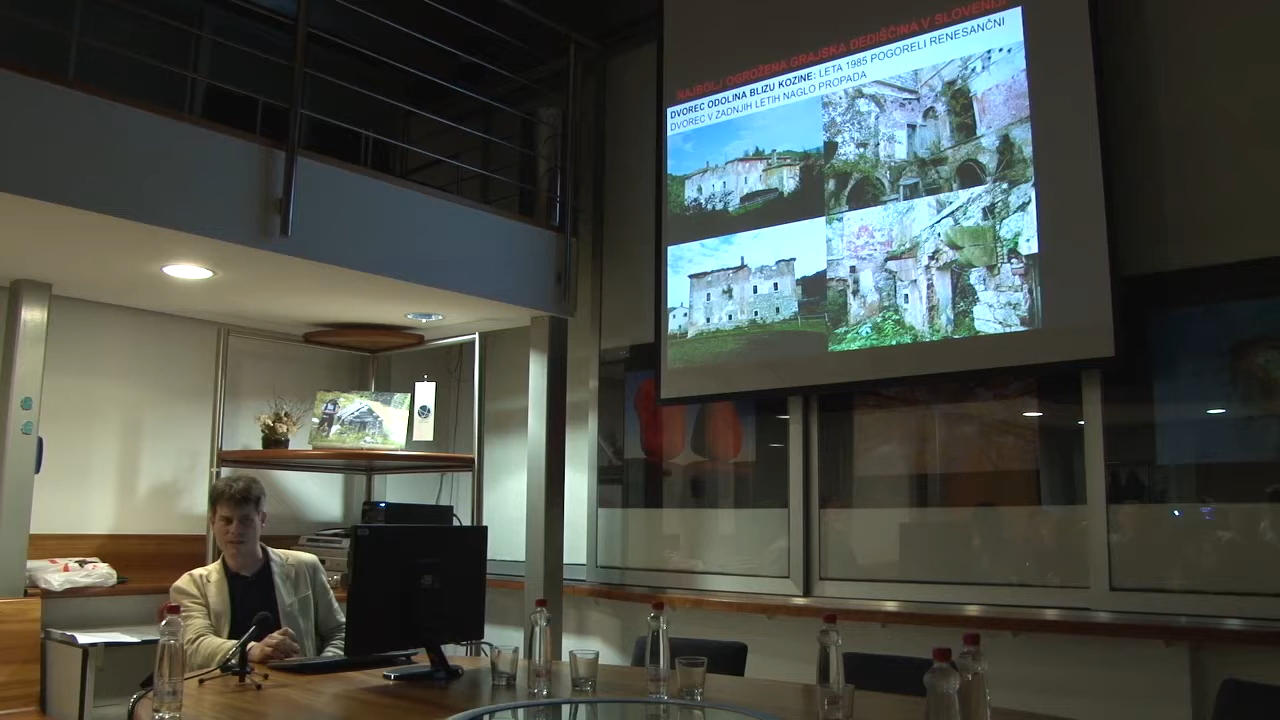 NAJBOLJ OGROŽENA GRAJSKA DEDIŠČINA V SLOVENIJI
DVOREC ODOLINA BLIZU KOZINE: LETA 1985 POGORELI RENESANČNI
DVOREC V ZADNJIH LETIH NAGLO PROPADA